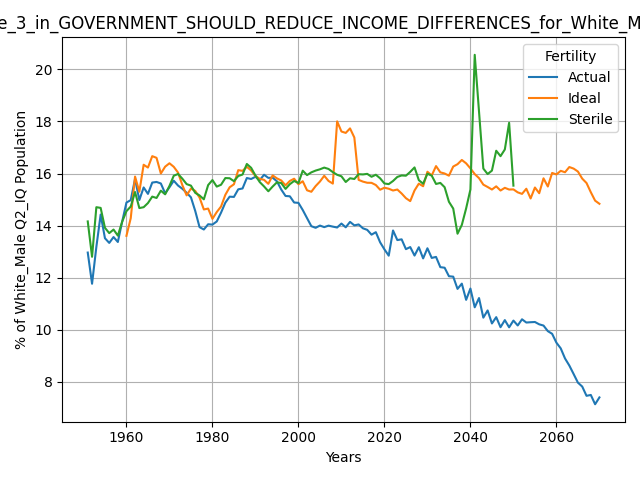 e_3_in_GOVERNMENT_SHOULD_REDUCE_INCOME_DIFFERENCES_for_White_M
Fertility
Actual
Ideal
Sterile
% of White_Male Q2_IQ Population
20
18
16
14
12
10
8
1960
1980
2000
2020
2040
2060
Years